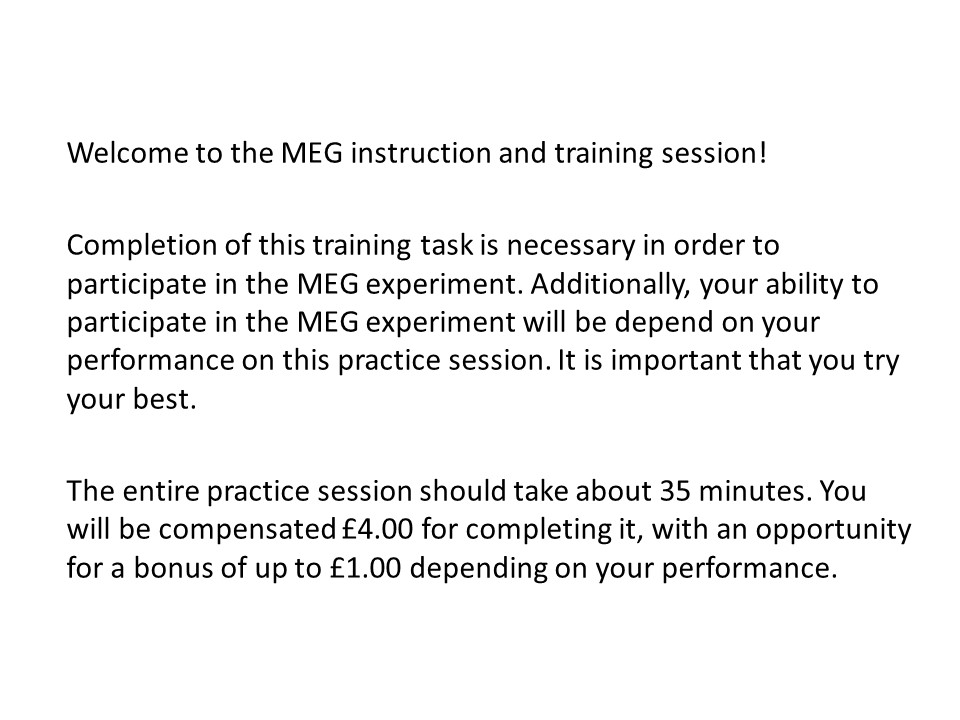 Welcome to the MEG instruction and training session!
Completion of this training task is necessary in order to
participate in the MEG experiment. Additionally, your ability to
participate in the MEG experiment will be depend on your
performance on this practice session. It is important that you try
your best.
The entire practice session should take about 35 minutes. You
will be compensated £4.00 for completing it, with an opportunity
for a bonus of up to £1.00 depending on your performance.